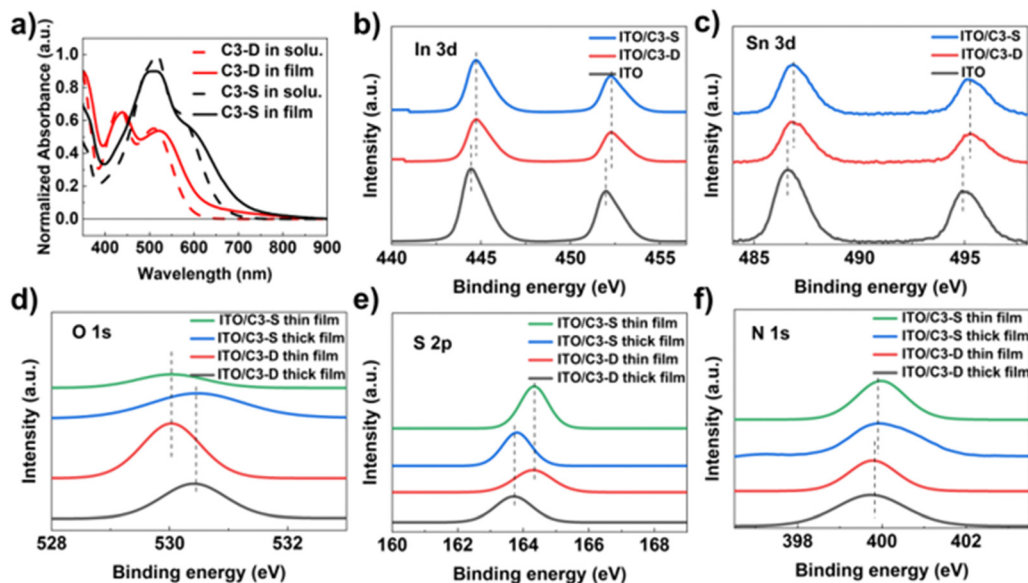 a)
Normalized Absorbance (a.u.)
1.0
0.8
0.6
0.4
0.2
0.0
C3-D in solu.
C3-D in film
C3-S in solu.
C3-S in film
400 500 600 700 800 900
Wavelength (nm)
b)
Intensity (a.u.)
In 3d
ITO/C3-S
ITO/C3-D
ITO
440 445 450 455
Binding energy (eV)
c)
Intensity (a.u.)
Sn 3d
ITO/C3-S
ITO/C3-D
ITO
485 490 495
Binding energy (eV)
d)
Intensity (a.u.)
O 1s
ITO/C3-S thin film
ITO/C3-S thick film
ITO/C3-D thin film
ITO/C3-D thick film
528 530 532
Binding energy (eV)
e)
Intensity (a.u.)
S 2p
ITO/C3-S thin film
ITO/C3-S thick film
ITO/C3-D thin film
ITO/C3-D thick film
160 162 164 166 168
Binding energy (eV)
f)
Intensity (a.u.)
N 1s
ITO/C3-S thin film
ITO/C3-S thick film
ITO/C3-D thin film
ITO/C3-D thick film
398 400 402
Binding energy (eV)